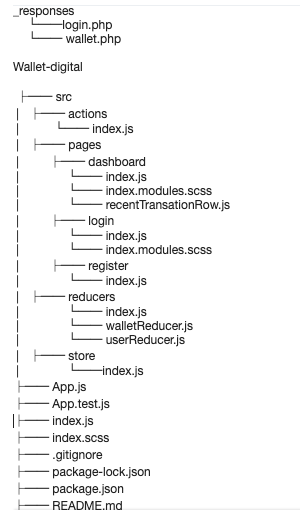 _responses
└──login.php
└── wallet.php
Wallet-digital
├── src
│ ├── actions
│ └── index.js
│ ├── pages
│ ├── dashboard
│ └── index.js
│ └── index.modules.scss
│ └── recentTransationRow.js
│ ├── login
│ └── index.js
│ └── index.modules.scss
│ ├── register
│ └── index.js
│ ├── reducers
│ └── index.js
│ └── walletReducer.js
│ └── userReducer.js
│ ├── store
│ └──index.js
├── App.js
├── App.test.js
├── index.js
├── index.scss
├── .gitignore
├── package-lock.json
├── package.json
├── README.md